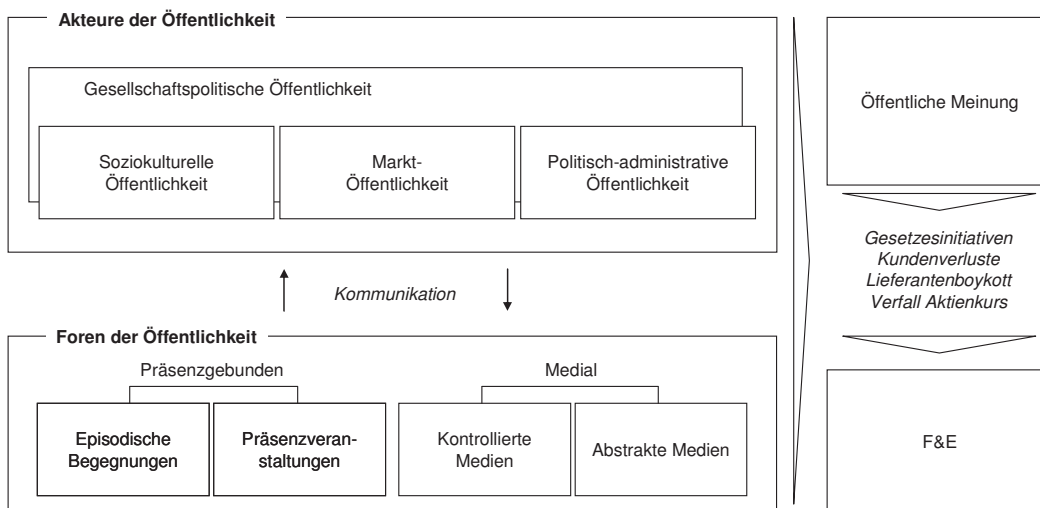 Akteure der Öffentlichkeit
Gesellschaftspolitische Öffentlichkeit
Soziokulturelle
Öffentlichkeit
Markt-
Öffentlichkeit
Politisch-administrative
Öffentlichkeit
Kommunikation
Foren der Öffentlichkeit
Präsenzgebunden
Episodische
Begegnungen
Präsenzveran-
staltungen
Medial
Kontrollierte
Medien
Abstrakte Medien
Öffentliche Meinung
Gesetzesinitiativen
Kundenverluste
Lieferantenboykott
Verfall Aktienkurs
F&E